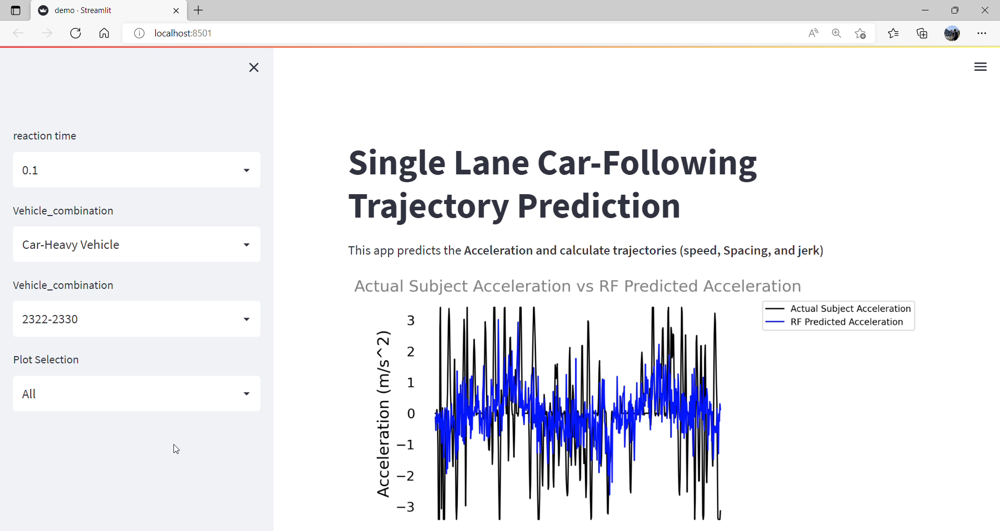 demo · Streamlit
localhost:8501
reaction time
0.1
Vehicle_combination
Car-Heavy Vehicle
Vehicle_combination
2322-2330
Plot Selection
All
Single Lane Car-Following
Trajectory Prediction
This app predicts the Acceleration and calculate trajectories (speed, Spacing, and jerk)
Actual Subject Acceleration vs RF Predicted Acceleration
Actual Subject Acceleration
RF Predicted Acceleration
Acceleration (m/s^2)
3
2
1
0
−1
−2
−3